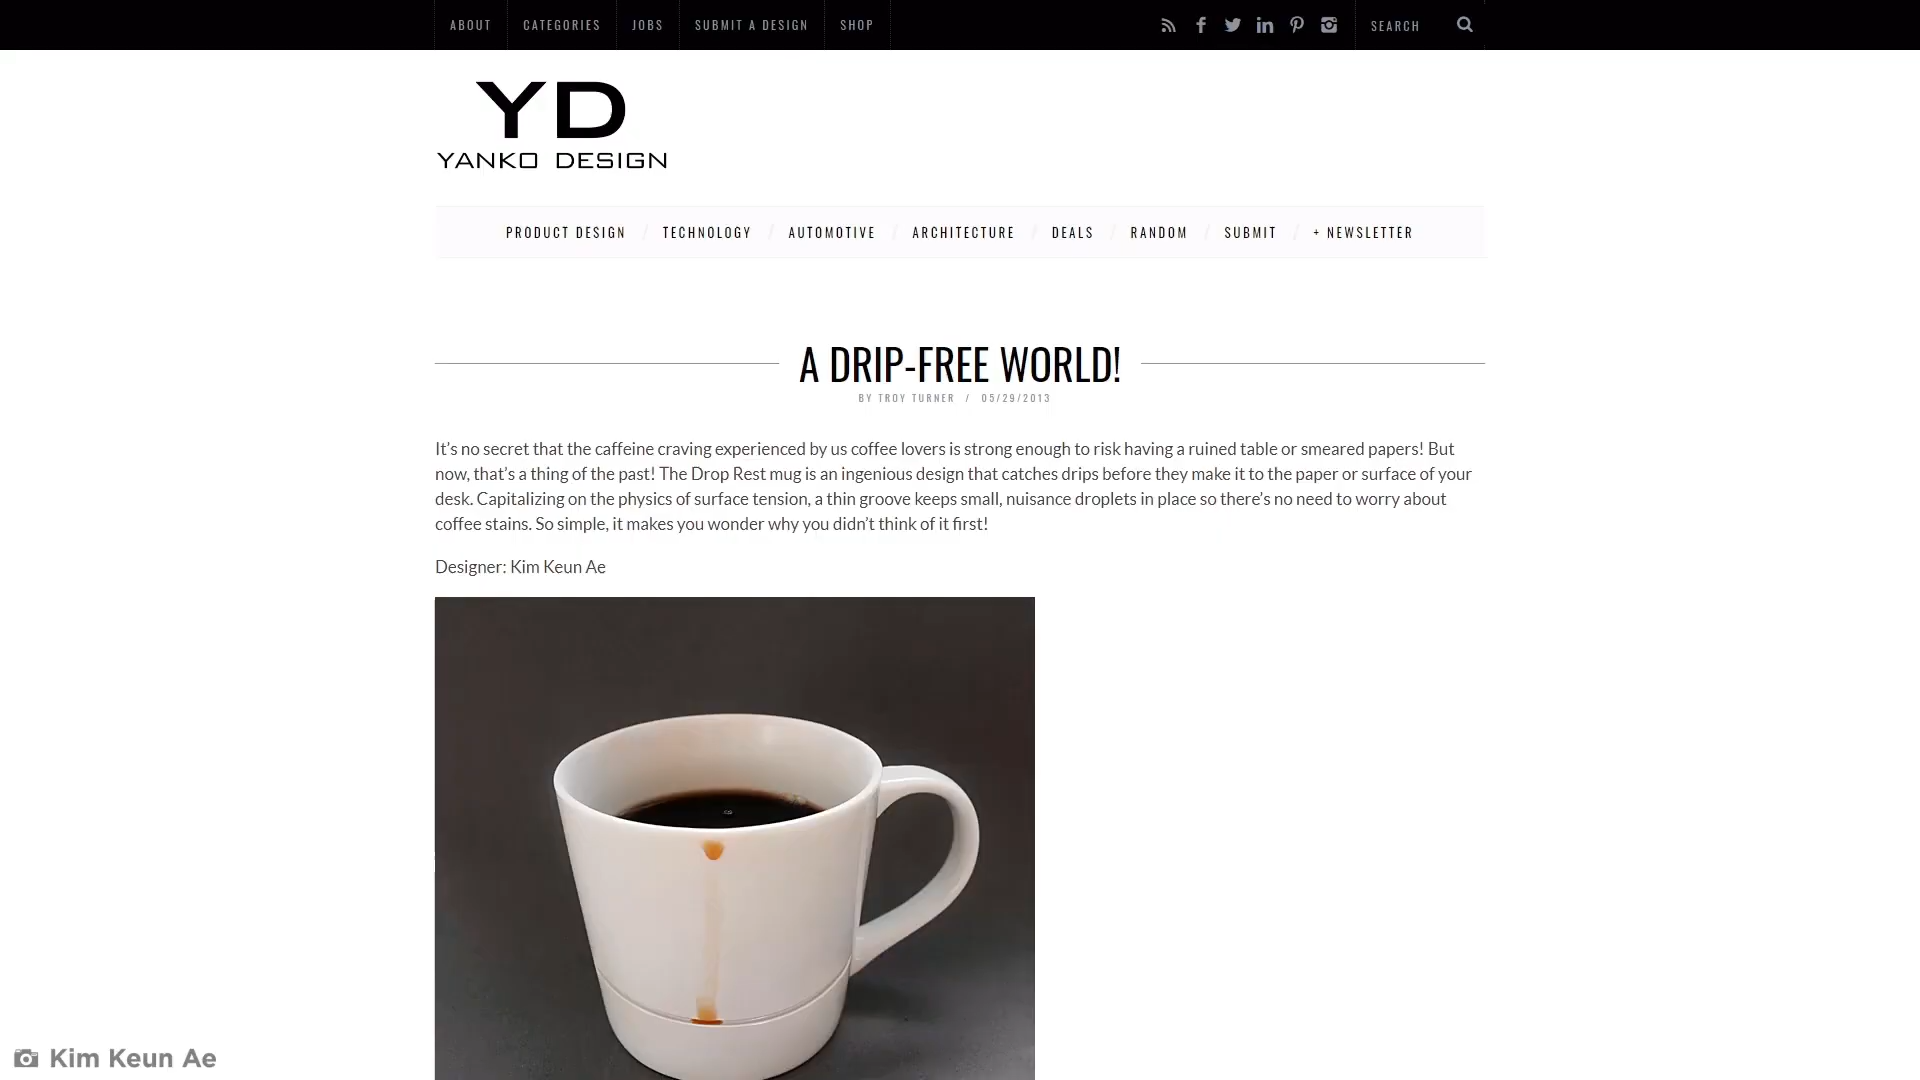 ABOUT CATEGORIES JOBS SUBMIT A DESIGN SHOP SEARCH
YD
YANKO DESIGN
PRODUCT DESIGN / TECHNOLOGY / AUTOMOTIVE / ARCHITECTURE / DEALS / RANDOM / SUBMIT / + NEWSLETTER
A DRIP-FREE WORLD!
BY TROY TURNER / 05/29/2013
It’s no secret that the caffeine craving experienced by us coffee lovers is strong enough to risk having a ruined table or smeared papers! But
now, that’s a thing of the past! The Drop Rest mug is an ingenious design that catches drips before they make it to the paper or surface of your
desk. Capitalizing on the physics of surface tension, a thin groove keeps small, nuisance droplets in place so there’s no need to worry about
coffee stains. So simple, it makes you wonder why you didn’t think of it first!
Designer: Kim Keun Ae
Kim Keun Ae